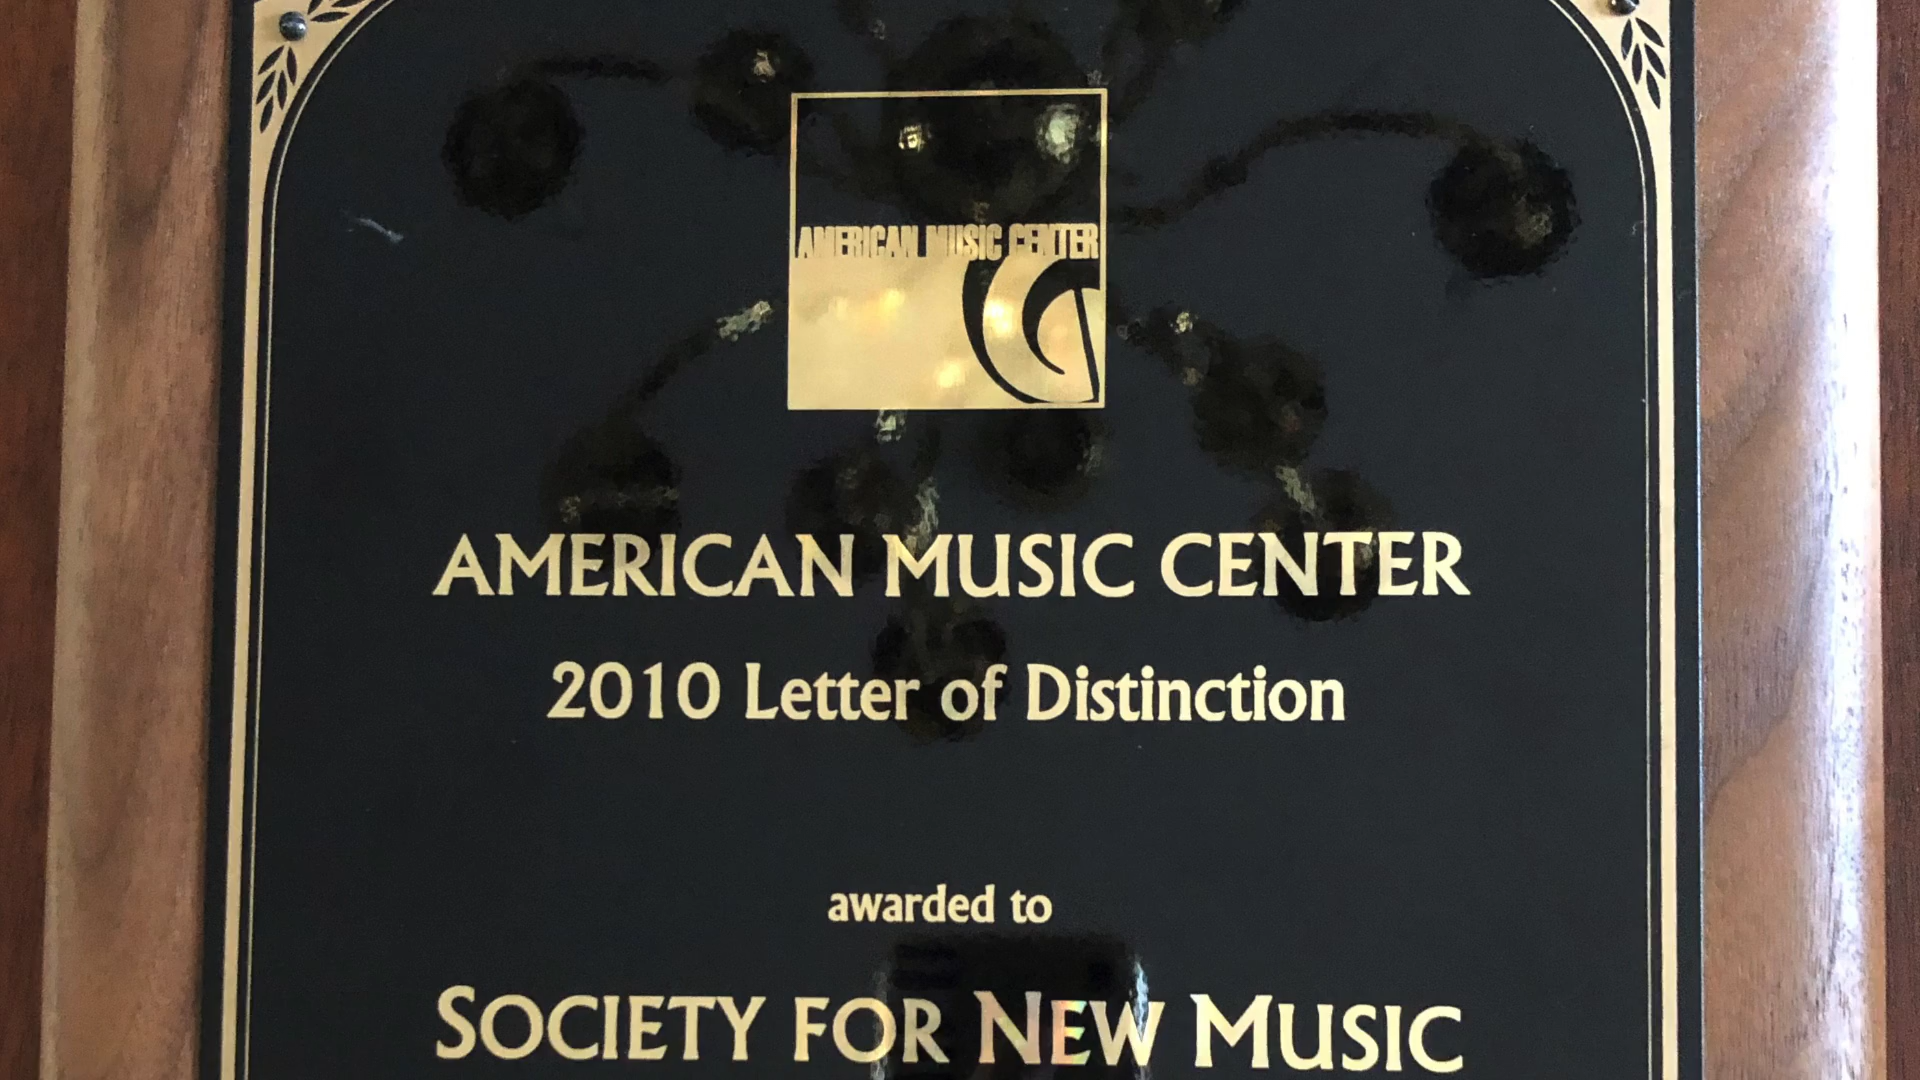 AMERICAN MUSIC CENTER
AMERICAN MUSIC CENTER
2010 Letter of Distinction
awarded to
SOCIETY FOR NEW MUSIC